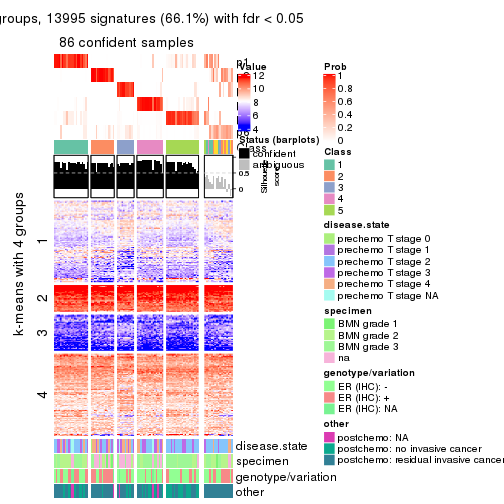 groups, 13995 signatures (66.1%) with fdr < 0.05
86 confident samples
k-means with 4 groups
1
2
3
4
p1
Value
12
10
8
6
4
Status (barplots)
confident
ambiguous
Class
0.5
0
Silhouette
score
Prob
1
0.8
0.6
0.4
0.2
0
Class
1
2
3
4
5
disease.state
prechemo T stage 0
prechemo T stage 1
prechemo T stage 2
prechemo T stage 3
prechemo T stage 4
prechemo T stage NA
specimen
BMN grade 1
BMN grade 2
BMN grade 3
na
genotype/variation
ER (IHC): -
ER (IHC): +
ER (IHC): NA
other
postchemo: NA
postchemo: no invasive cancer
postchemo: residual invasive cancer
disease.state
specimen
genotype/variation
other